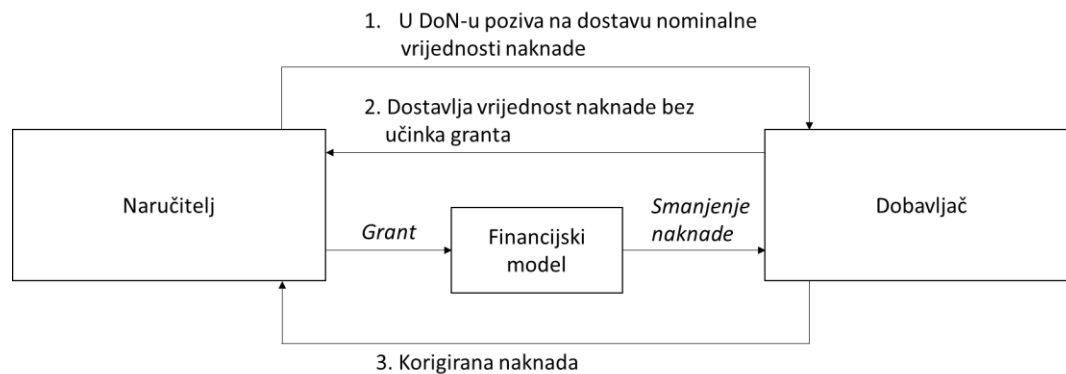 1. U DoN-u poziva na dostavu nominalne
vrijednosti naknade
2. Dostavlja vrijednost naknade bez
učinka granta
Naručitelj
Grant
Financijski
model
Smanjenje
naknade
Dobavljač
3. Korigirana naknada